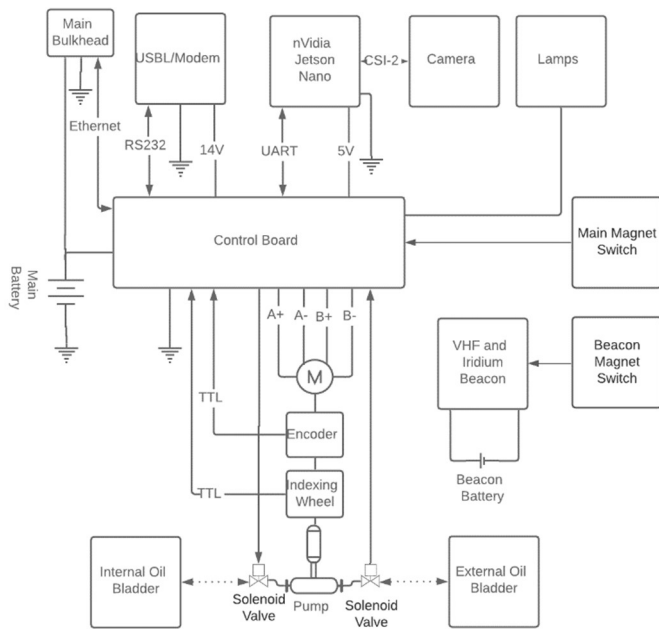 Main
Bulkhead
USBL/Modem
nVidia
Jetson
Nano
CSI-2
Camera
Lamps
Ethernet
RS232
14V
UART
5V
Control Board
Main Magnet
Switch
Main
Battery
A+
A-
B+
B-
M
VHF and
Iridium
Beacon
Beacon
Magnet
Switch
TTL
Encoder
Beacon
Battery
TTL
Indexing
Wheel
Internal Oil
Bladder
External Oil
Bladder
Solenoid
Valve
Pump
Solenoid
Valve